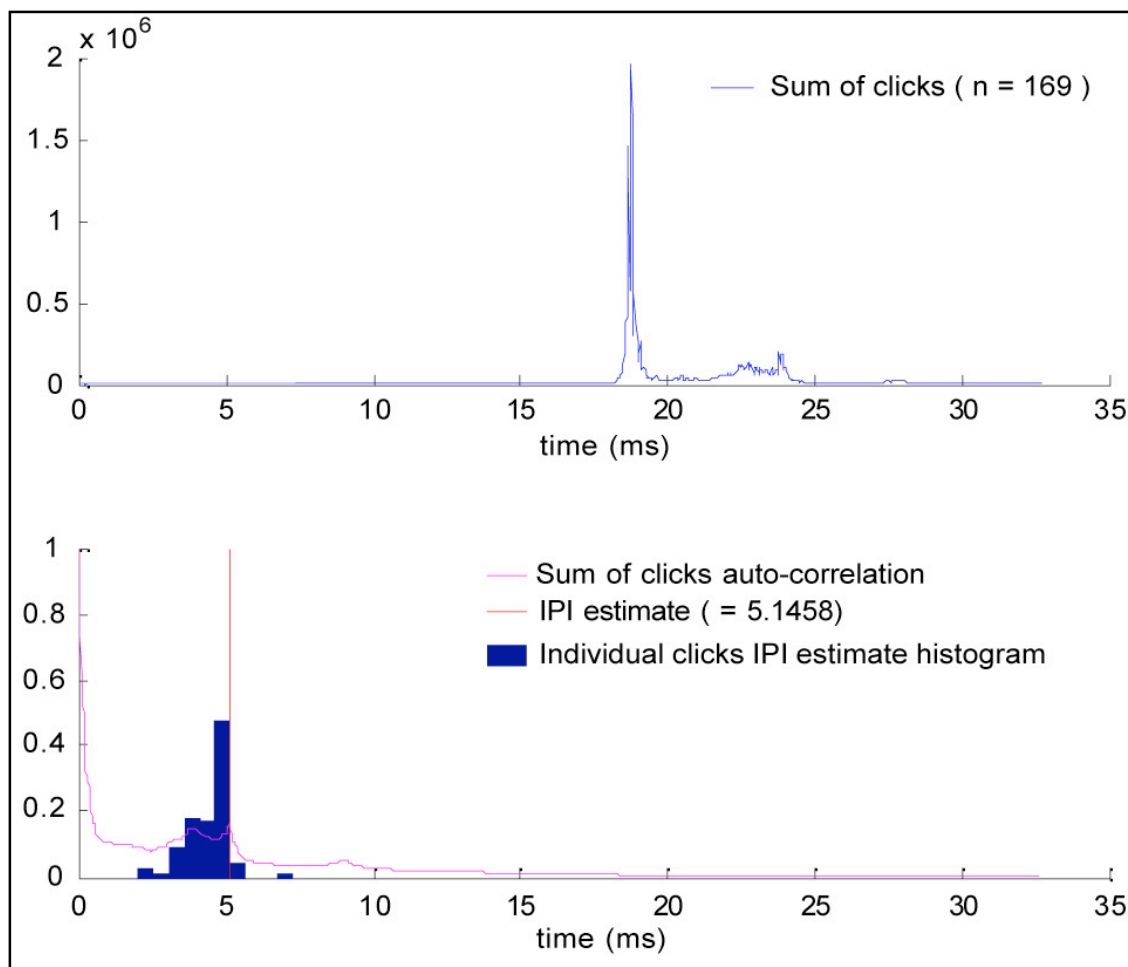 x 10^6
2
1.5
1
0.5
0
Sum of clicks ( n = 169 )
0 5 10 15 20 25 30 35
time (ms)
1
0.8
0.6
0.4
0.2
0
Sum of clicks auto-correlation
IPI estimate ( = 5.1458)
Individual clicks IPI estimate histogram
0 5 10 15 20 25 30 35
time (ms)